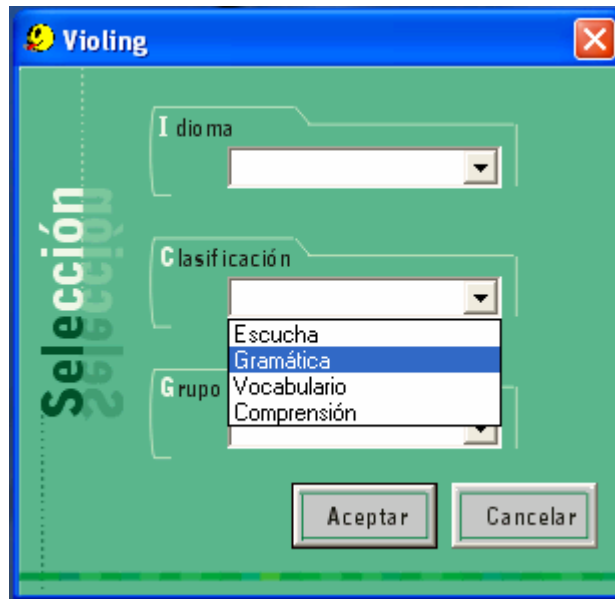 Violing
Selección
Idioma
Clasificación
Escucha
Gramática
Vocabulario
Comprensión
Grupo
Aceptar
Cancelar